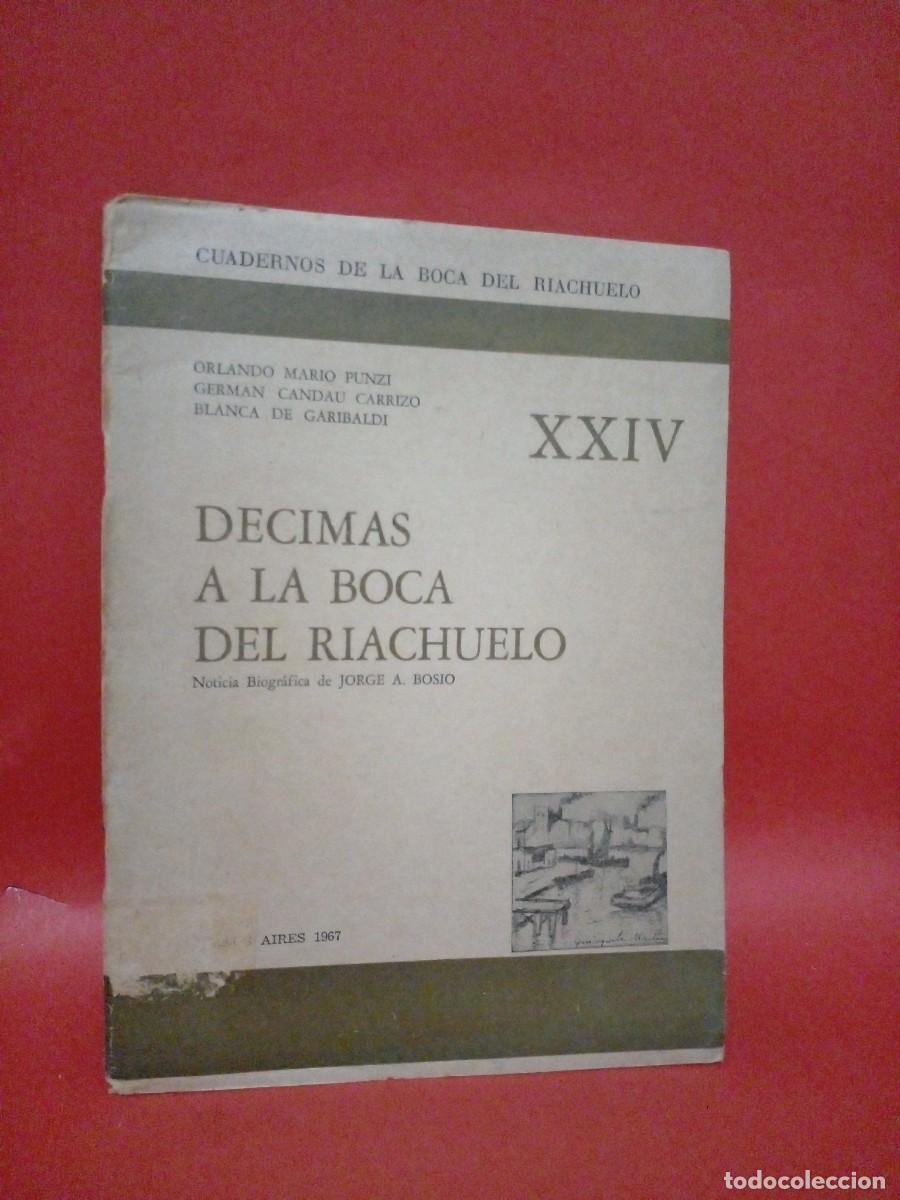 CUADERNOS DE LA BOCA DEL RIACHUELO
ORLANDO MARIO PUNZI
GERMAN CANDAU CARRIZO
BLANCA DE GARIBALDI
XXIV
DECIMAS
A LA BOCA
DEL RIACHUELO
Noticia Biográfica de JORGE A. BOSIO
AIRES 1967
todocoleccion